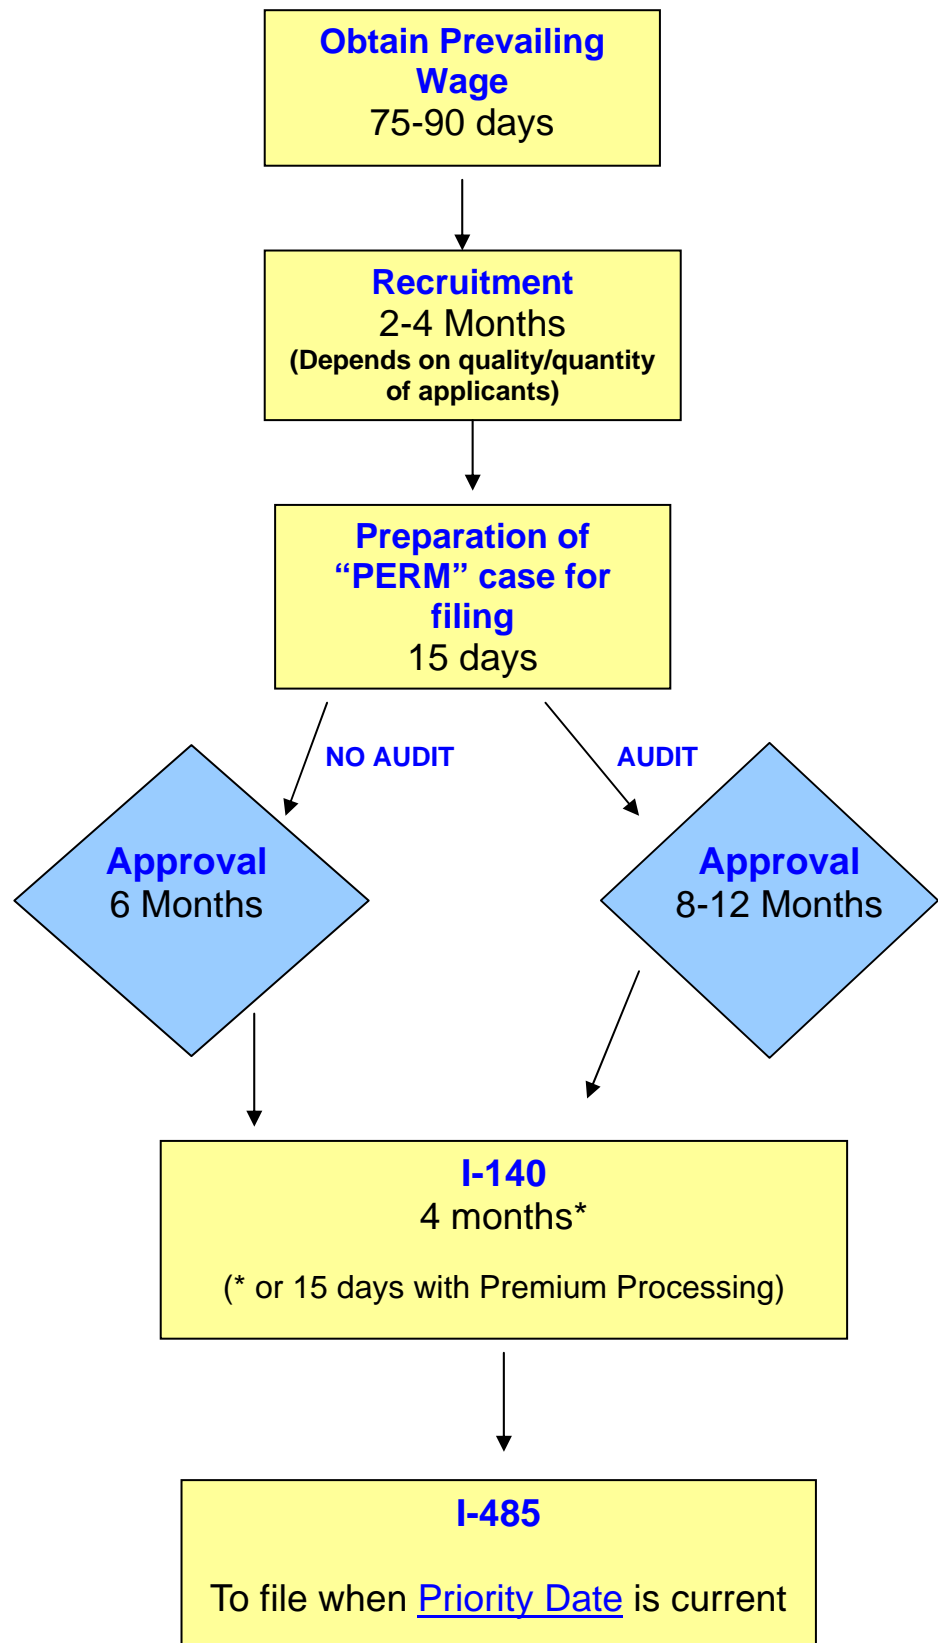 Obtain Prevailing
Wage
75-90 days
Recruitment
2-4 Months
(Depends on quality/quantity
of applicants)
Preparation of
“PERM” case for
filing
15 days
NO AUDIT
AUDIT
Approval
6 Months
Approval
8-12 Months
I-140
4 months*
(* or 15 days with Premium Processing)
I-485
To file when Priority Date is current